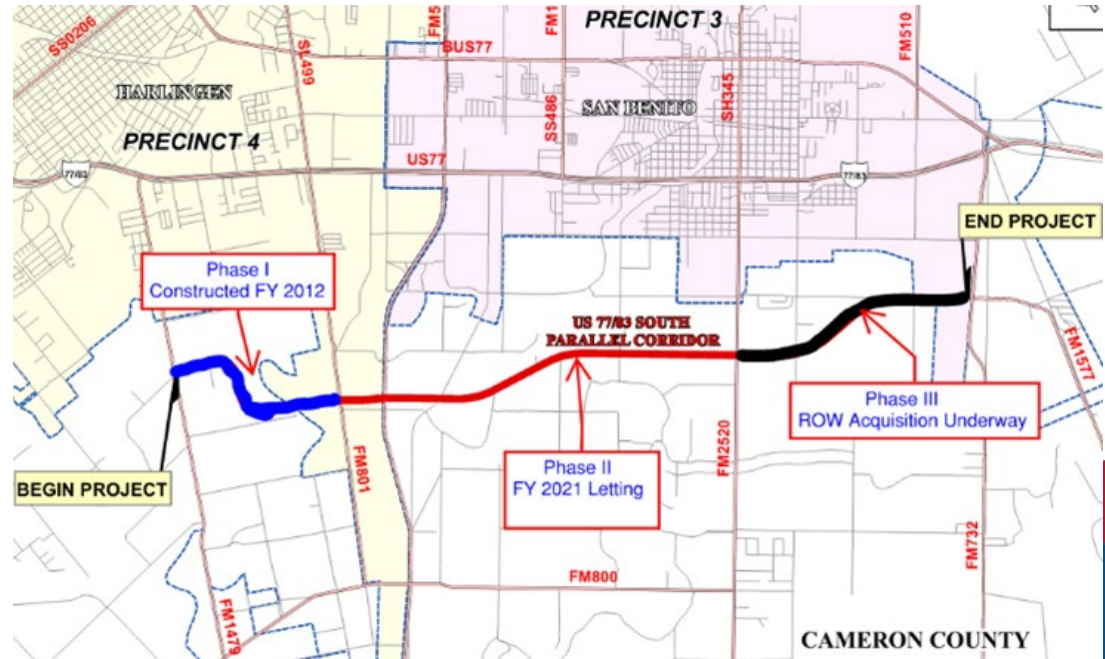 PRECINCT 3
SS0206
SL499
FM5
BUS77
FM1
FM510
HARLINGEN
SS486
SAN BENITO
SH345
PRECINCT 4
US77
77/83
77/83
END PROJECT
Phase I
Constructed FY 2012
US 77/83 SOUTH
PARALLEL CORRIDOR
FM1577
Phase III
ROW Acquisition Underway
BEGIN PROJECT
FM801
Phase II
FY 2021 Letting
FM2520
FM732
FM800
FM1479
CAMERON COUNTY